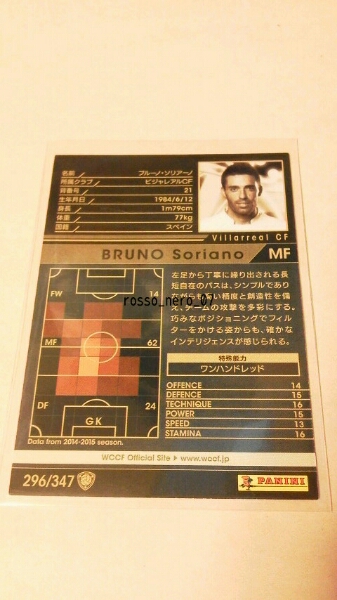 名前 ブルーノ・ソリアーノ
所属クラブ ビジャレアルCF
背番号 21
生年月日 1984/6/12
身長 1m79cm
体重 77kg
国籍 スペイン
Villarreal CF
BRUNO Soriano MF
左足から丁寧に繰り出される長
短自在のパスは、シンプルであり
ながらも高い精度と創造性を備
え、チームの攻撃を多彩にする。
巧みなポジショニングでフィル
ターをかける姿からも、確かな
インテリジェンスが感じられる。
rosso_nero_07
FW 14
MF 62
DF 24
GK
Data from 2014-2015 season.
特殊能力
ワンハンドレッド
OFFENCE 14
DEFENCE 15
TECHNIQUE 16
POWER 15
SPEED 13
STAMINA 16
WCCF Official Site ▶ www.wccf.jp
296/347
PANINI